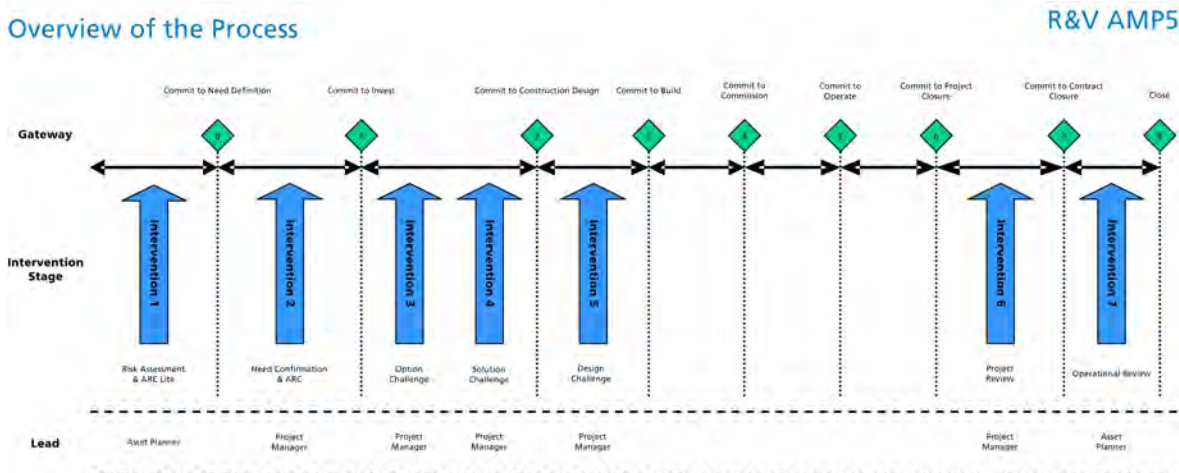 Overview of the Process
R&V AMP5
Commit to Need Definition
Commit to Invest
Commit to Construction Design
Commit to Build
Commit to
Commission
Commit to
Operate
Commit to Project
Closure
Commit to Contract
Closure
Close
Gateway
Intervention
Stage
Intervention 1
Intervention 2
Intervention 3
Intervention 4
Intervention 5
Intervention 6
Intervention 7
Risk Assessment
& ARC Lite
Need Confirmation
& ARC
Option
Challenge
Solution
Challenge
Design
Challenge
Project
Review
Operational Review
Lead
Asset Planner
Project
Manager
Project
Manager
Project
Manager
Project
Manager
Project
Manager
Asset
Planner